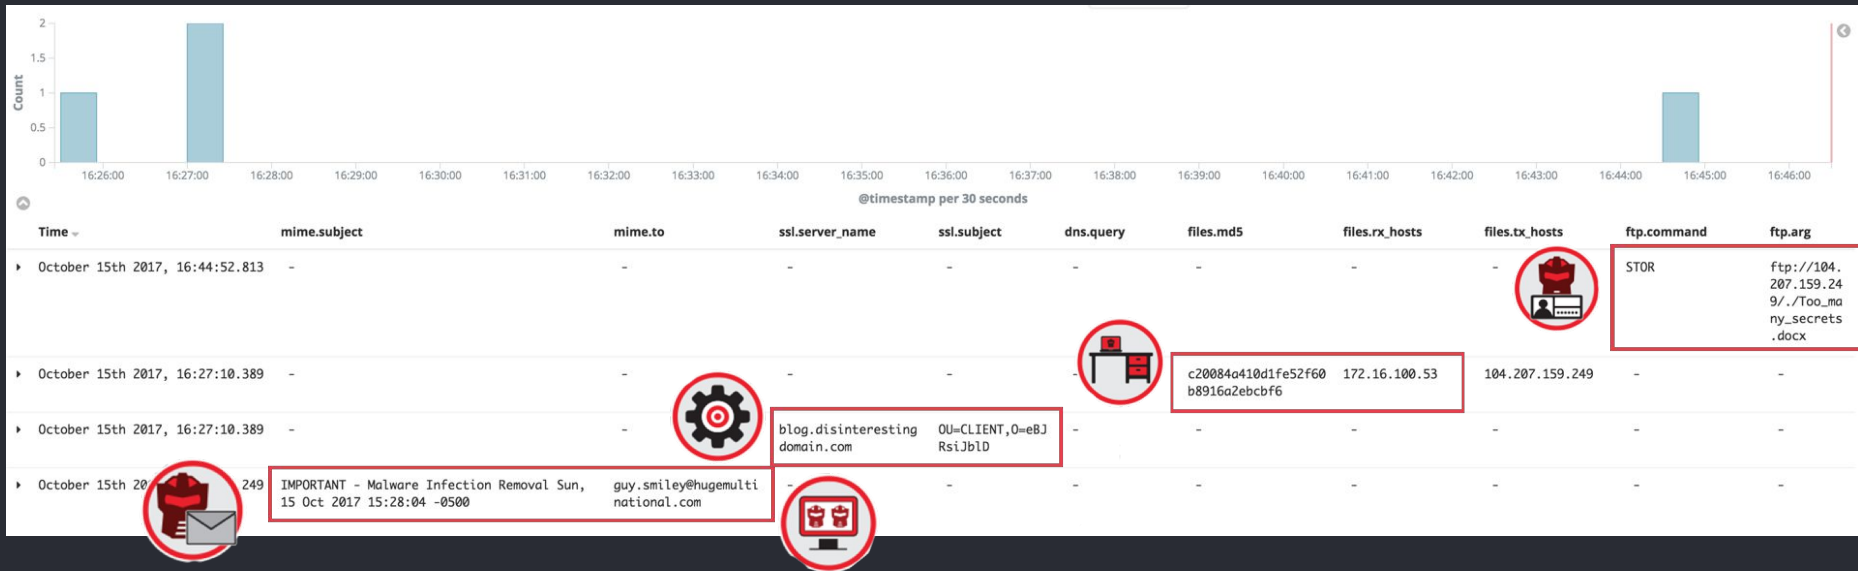 2
1.5
1
0.5
0
Count
16:26:00 16:27:00 16:28:00 16:29:00 16:30:00 16:31:00 16:32:00 16:33:00 16:34:00 16:35:00 16:36:00 16:37:00 16:38:00 16:39:00 16:40:00 16:41:00 16:42:00 16:43:00 16:44:00 16:45:00 16:46:00
@timestamp per 30 seconds
Time mime.subject mime.to ssl.server_name ssl.subject dns.query files.md5 files.rx_hosts files.tx_hosts ftp.command ftp.arg
October 15th 2017, 16:44:52.813 - - - - - - - - STOR ftp://104.
207.159.24
9/./Too_ma
ny_secrets
.docx
October 15th 2017, 16:27:10.389 - - - - - c20084a410d1fe52f60 172.16.100.53 104.207.159.249 - -
b8916a2ebcbf6
October 15th 2017, 16:27:10.389 - - blog.disinteresting OU=CLIENT,O=eBJ - - - - - -
domain.com RsiJblD
October 15th 20 249 IMPORTANT - Malware Infection Removal Sun, guy.smiley@hugemulti - - - - - - - -
15 Oct 2017 15:28:04 -0500 national.com